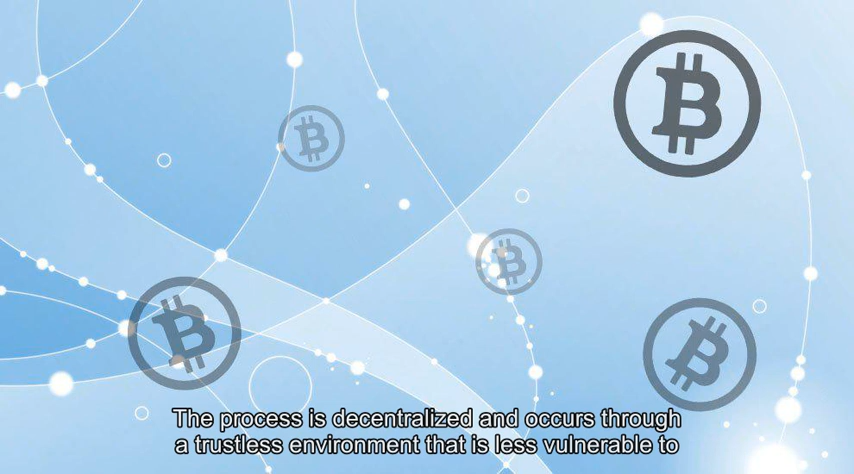 The process is decentralized and occurs through
a trustless environment that is less vulnerable to